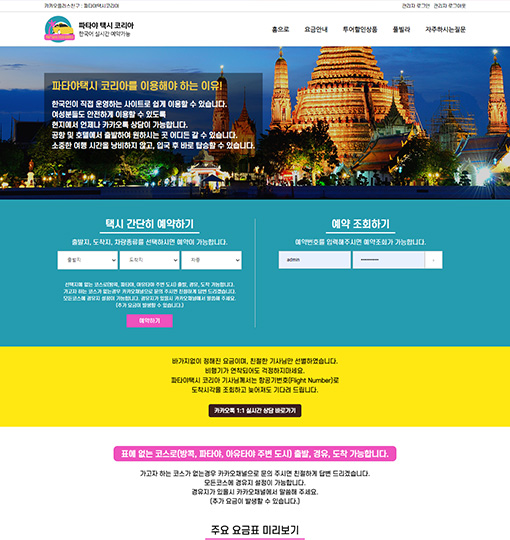 카카오플러스친구 : 파타야택시코리아
관리자 로그인 관리자 로그아웃
파타야 택시 코리아
한국어 실시간 예약가능
홈으로 요금안내 투어할인상품 풀빌라 자주하시는질문
파타야택시 코리아를 이용해야 하는 이유!
한국인이 직접 운영하는 사이트로 쉽게 이용할 수 있습니다.
여성분들도 안전하게 이용할 수 있도록
현지에서 언제나 카카오톡 상담이 가능합니다.
공항 및 호텔에서 출발하여 원하시는 곳 어디든 갈 수 있습니다.
소중한 여행 시간을 낭비하지 않고, 입국 후 바로 탑승할 수 있습니다.
택시 간단히 예약하기
출발지, 도착지, 차량종류를 선택하시면 예약이 가능합니다.
출발지 도착지 차종
선택지에 없는 코스로(방콕, 파타야, 아유타야 주변 도시) 출발, 경유, 도착 가능합니다.
가고자 하는 코스가 없는경우 카카오채널으로 문의 주시면 친절하게 답변 드리겠습니다.
모든코스에 경유지 설정이 가능합니다. 경유지가 있을시 카카오채널에서 말씀해 주세요.
(추가 요금이 발생할 수 있습니다.)
예약하기
예약 조회하기
예약번호를 입력해주시면 예약조회가 가능합니다.
admin
바가지없이 정해진 요금이며, 친절한 기사님만 선별하였습니다.
비행기가 연착되어도 걱정하지마세요.
파타야택시 코리아 기사님께서는 항공기번호(Flight Number)로
도착시각을 조회하고 늦어져도 기다려 드립니다.
카카오톡 1:1 실시간 상담 바로가기
표에 없는 코스로(방콕, 파타야, 아유타야 주변 도시) 출발, 경유, 도착 가능합니다.
가고자 하는 코스가 없는경우 카카오채널으로 문의 주시면 친절하게 답변 드리겠습니다.
모든코스에 경유지 설정이 가능합니다.
경유지가 있을시 카카오채널에서 말씀해 주세요.
(추가 요금이 발생할 수 있습니다.)
주요 요금표 미리보기